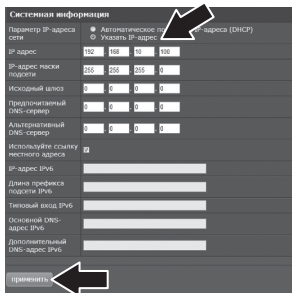 Системная информация
Параметр IP-адреса сети
Автоматическое по IP-адреса (DHCP)
Указать IP-адрес
IP адрес 192 . 168 . 10 . 100
IP-адрес маски подсети 255 . 255 . 255 . 0
Исходный шлюз 0 . 0 . 0 . 0
Предпочитаемый DNS-сервер 0 . 0 . 0 . 0
Альтернативный DNS-сервер 0 . 0 . 0 . 0
Используйте ссылку местного адреса
IP-адрес IPv6
Длина префикса подсети IPv6
Типовый вход IPv6
Основной DNS-адрес IPv6
Дополнительный DNS-адрес IPv6
применить